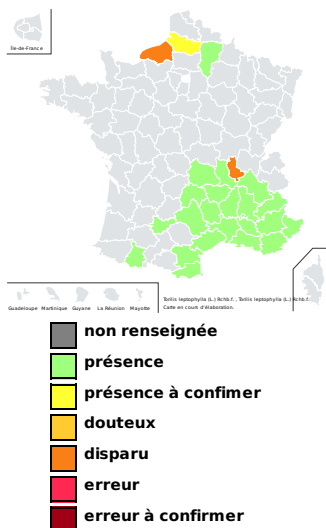 Île-de-France
Guadeloupe Martinique Guyane La Réunion Mayotte
Torilis leptophylla (L.) Rchb.f. , Torilis leptophylla (L.) Rchb.f.
Carte en cours d'élaboration.
non renseignée
présence
présence à confimer
douteux
disparu
erreur
erreur à confirmer